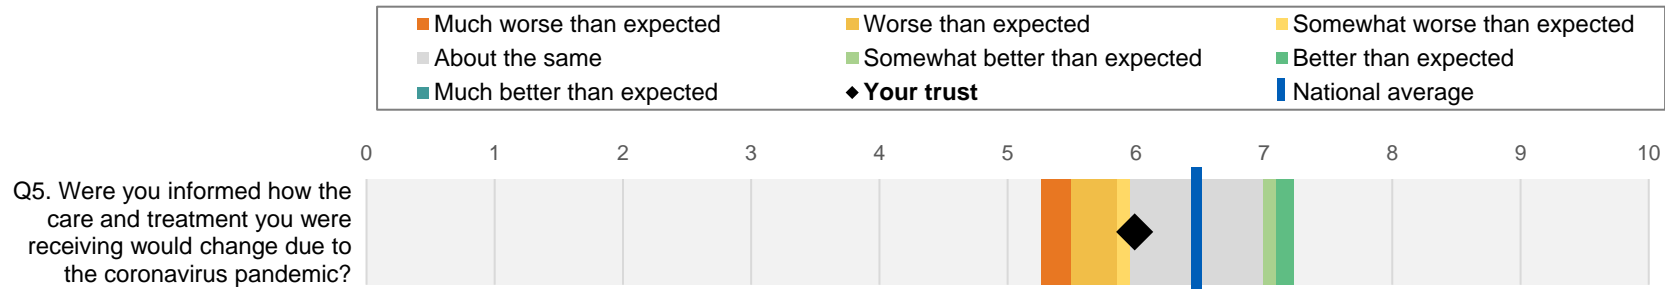 Much worse than expected
Worse than expected
Somewhat worse than expected
About the same
Somewhat better than expected
Better than expected
Much better than expected
Your trust
National average
0 1 2 3 4 5 6 7 8 9 10
Q5. Were you informed how the
care and treatment you were
receiving would change due to
the coronavirus pandemic?